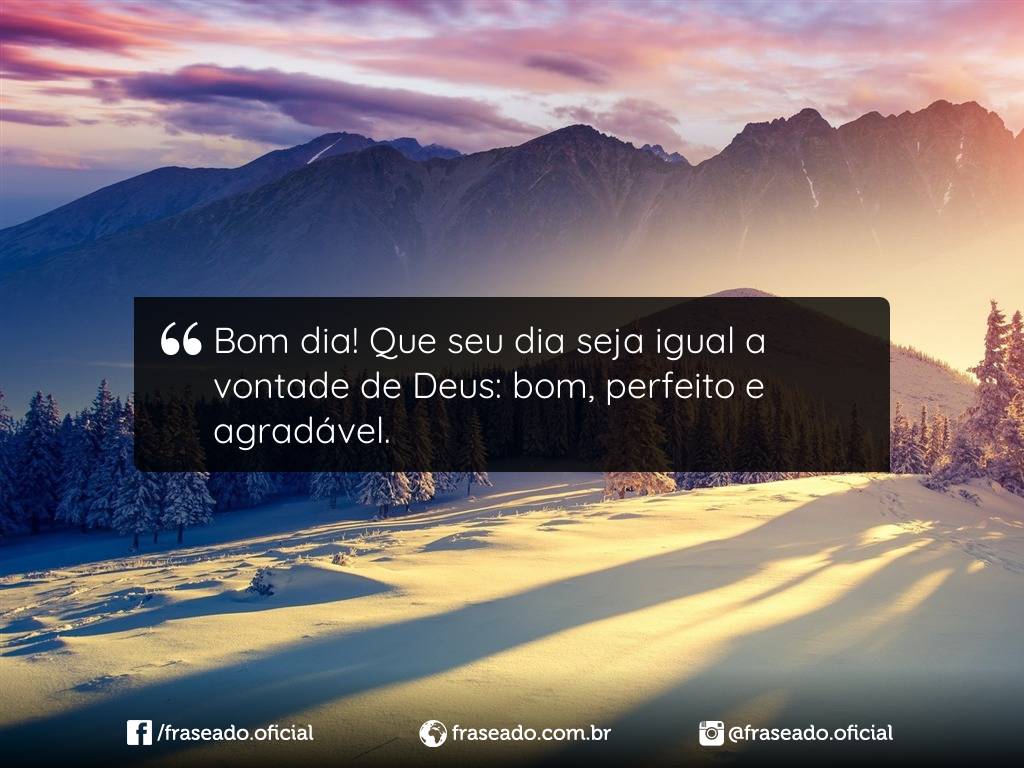 ❝ Bom dia! Que seu dia seja igual a
vontade de Deus: bom, perfeito e
agradável.
/fraseado.oficial
fraseado.com.br
@fraseado.oficial